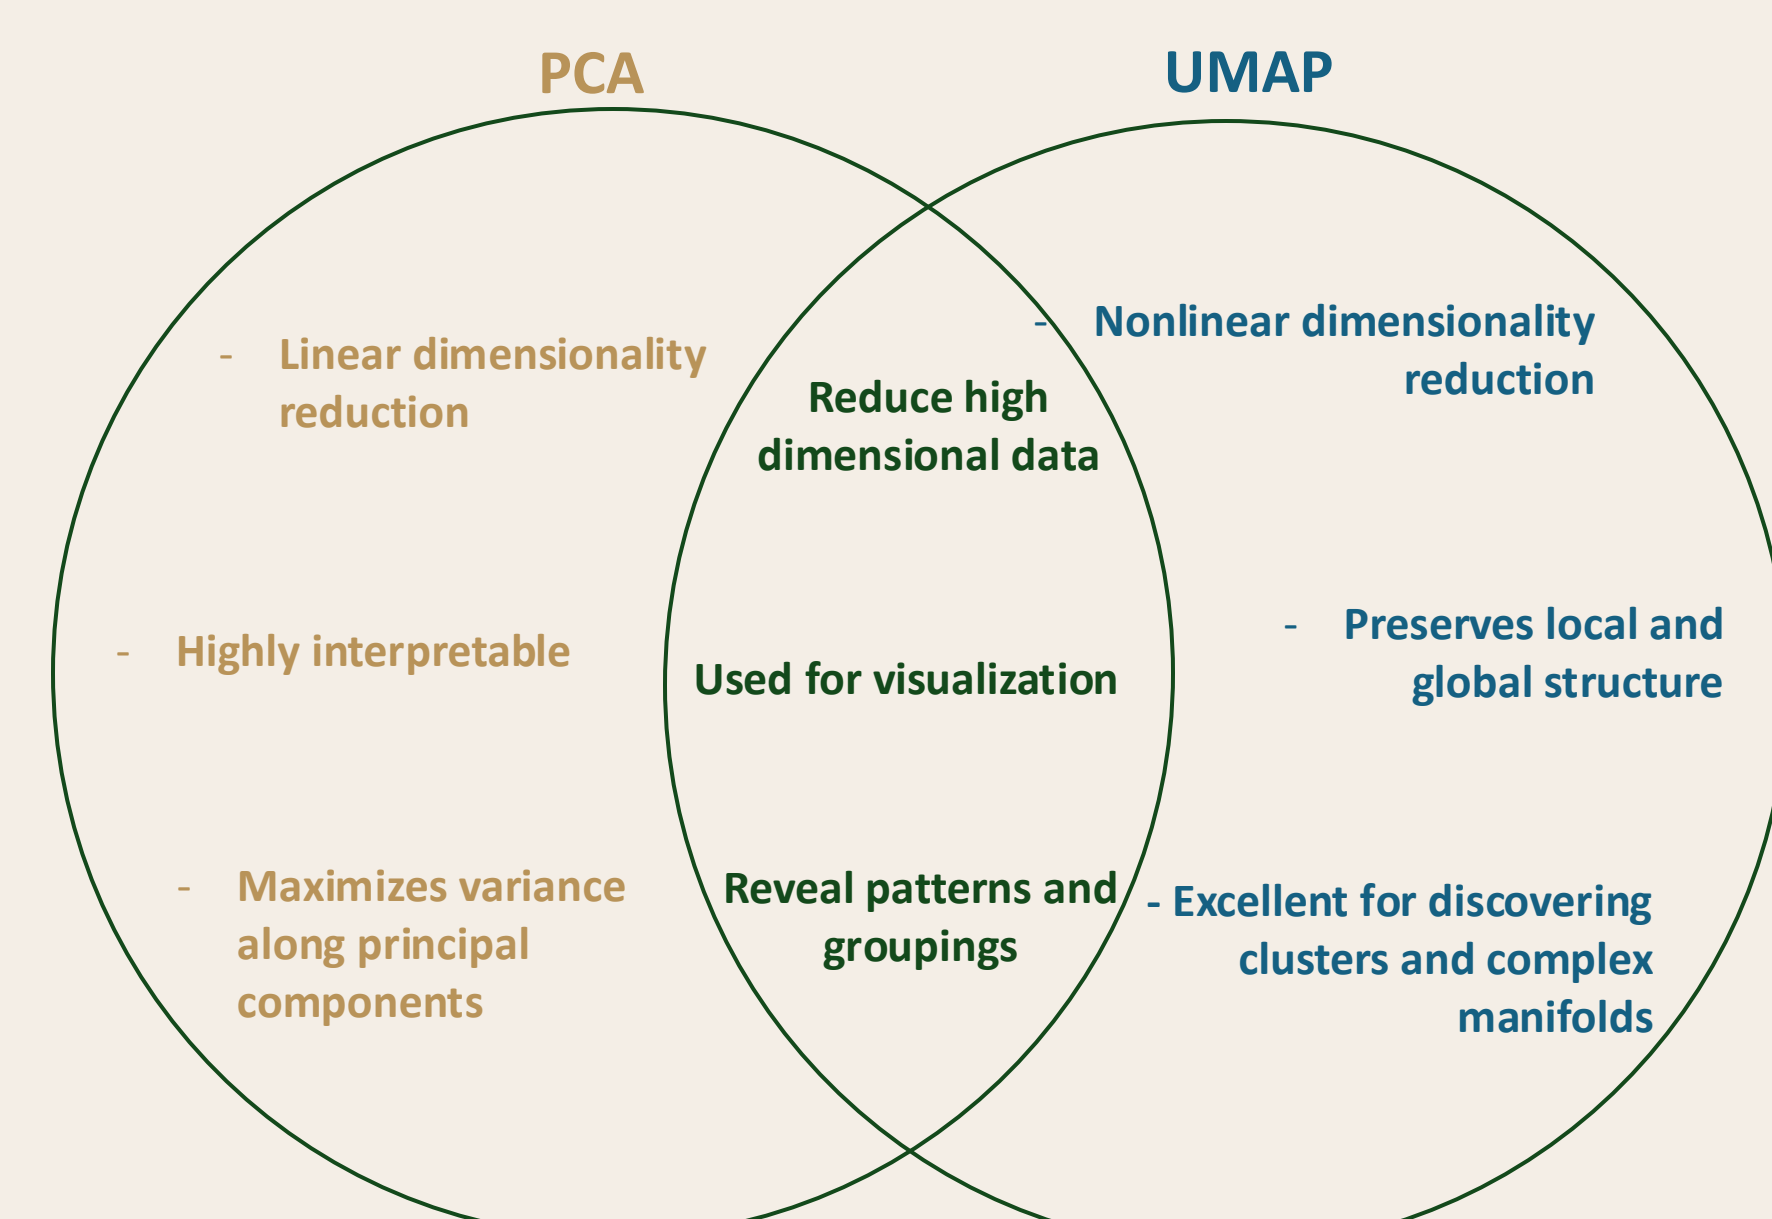 PCA
UMAP
- Linear dimensionality
reduction
- Highly interpretable
- Maximizes variance
along principal
components
Reduce high
dimensional data
Used for visualization
Reveal patterns and
groupings
- Nonlinear dimensionality
reduction
- Preserves local and
global structure
- Excellent for discovering
clusters and complex
manifolds